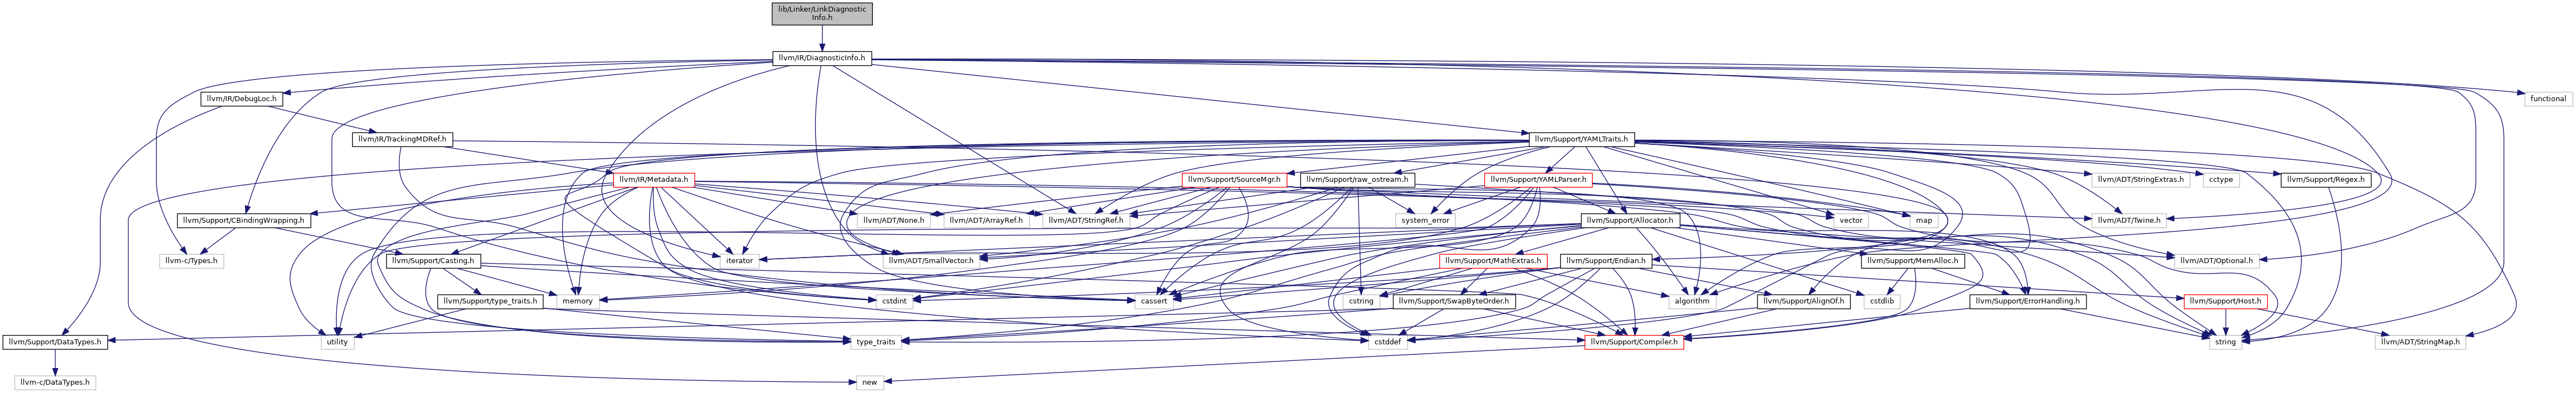 lib/Linker/LinkDiagnostic
Info.h
llvm/IR/DiagnosticInfo.h
llvm/IR/DebugLoc.h
functional
llvm/IR/TrackingMDRef.h
llvm/Support/YAMLTraits.h
llvm/IR/Metadata.h
llvm/Support/SourceMgr.h
llvm/Support/raw_ostream.h
llvm/Support/YAMLParser.h
llvm/ADT/StringExtras.h
cctype
llvm/Support/Regex.h
llvm/Support/CBindingWrapping.h
llvm/ADT/None.h
llvm/ADT/ArrayRef.h
llvm/ADT/StringRef.h
system_error
llvm/Support/Allocator.h
vector
map
llvm/ADT/Twine.h
llvm-c/Types.h
llvm/Support/Casting.h
iterator
llvm/ADT/SmallVector.h
llvm/Support/MathExtras.h
llvm/Support/Endian.h
llvm/Support/MemAlloc.h
llvm/ADT/Optional.h
llvm/Support/type_traits.h
memory
cstdint
cassert
cstring
llvm/Support/SwapByteOrder.h
algorithm
llvm/Support/AlignOf.h
cstdlib
llvm/Support/ErrorHandling.h
llvm/Support/Host.h
llvm/Support/DataTypes.h
utility
type_traits
cstddef
llvm/Support/Compiler.h
string
llvm/ADT/StringMap.h
llvm-c/DataTypes.h
new